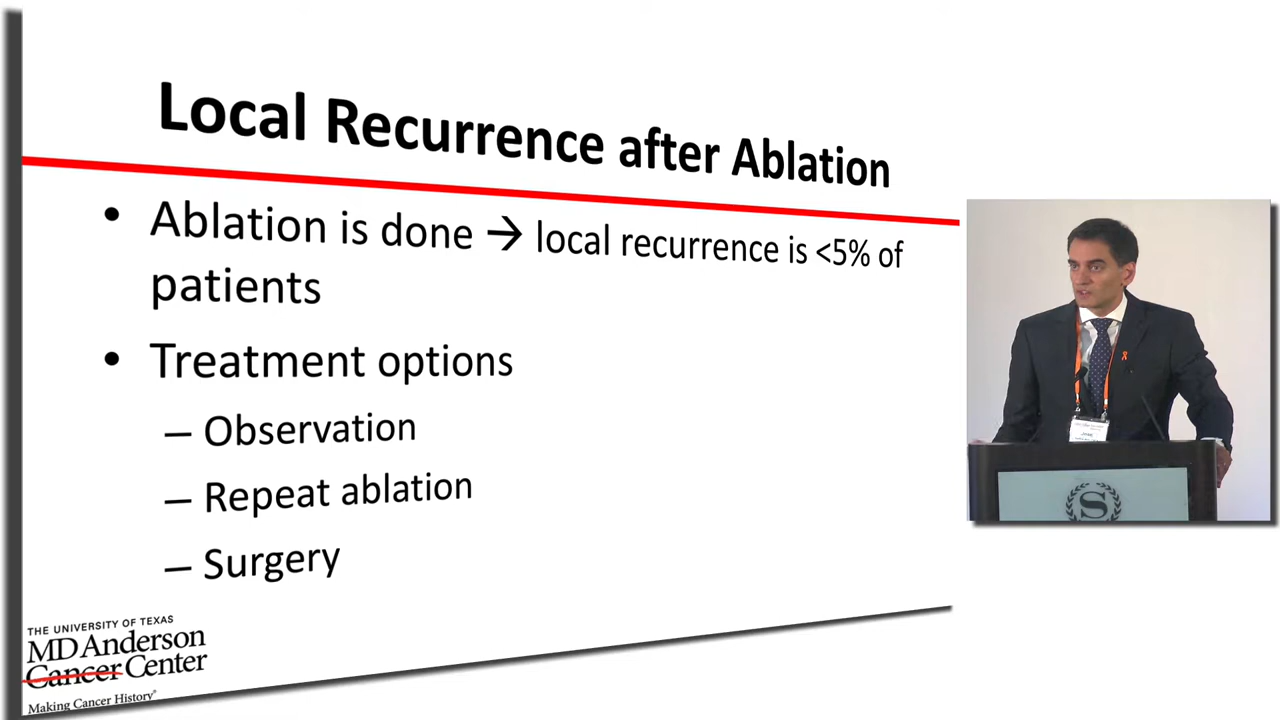 Local Recurrence after Ablation
• Ablation is done → local recurrence is <5% of
patients
• Treatment options
– Observation
– Repeat ablation
– Surgery
THE UNIVERSITY OF TEXAS
MD Anderson
Cancer Center
Making Cancer History®
S